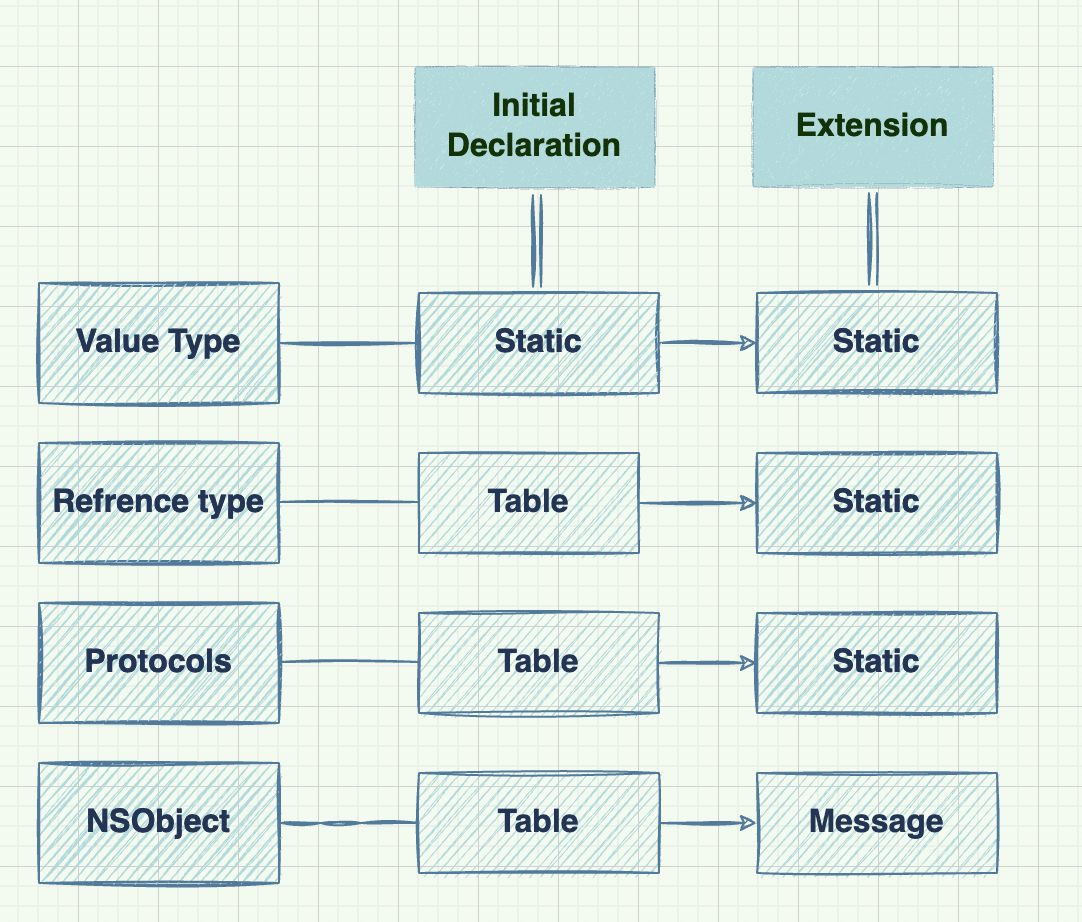 Initial
Declaration
Extension
Value Type
Static
Static
Refrence type
Table
Static
Protocols
Table
Static
NSObject
Table
Message